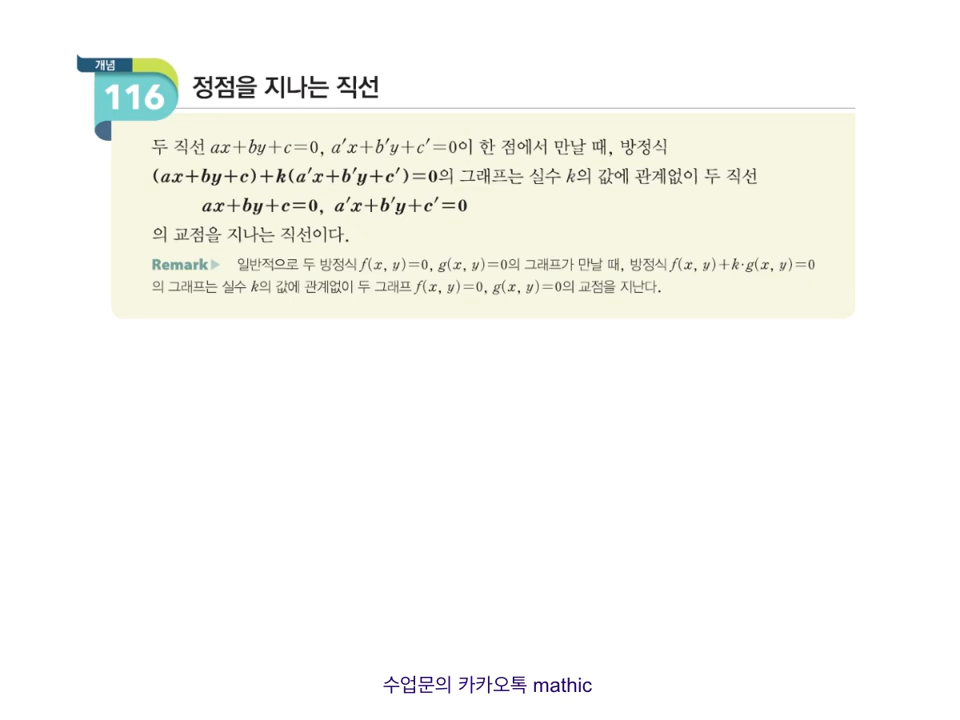 개념
116
정점을 지나는 직선
두 직선 ax+by+c=0, a′x+b′y+c′=0이 한 점에서 만날 때, 방정식
(ax+by+c)+k(a′x+b′y+c′)=0의 그래프는 실수 k의 값에 관계없이 두 직선
ax+by+c=0, a′x+b′y+c′=0
의 교점을 지나는 직선이다.
Remark▶ 일반적으로 두 방정식 f(x, y)=0, g(x, y)=0의 그래프가 만날 때, 방정식 f(x, y)+k·g(x, y)=0
의 그래프는 실수 k의 값에 관계없이 두 그래프 f(x, y)=0, g(x, y)=0의 교점을 지난다.
수업문의 카카오톡 mathic